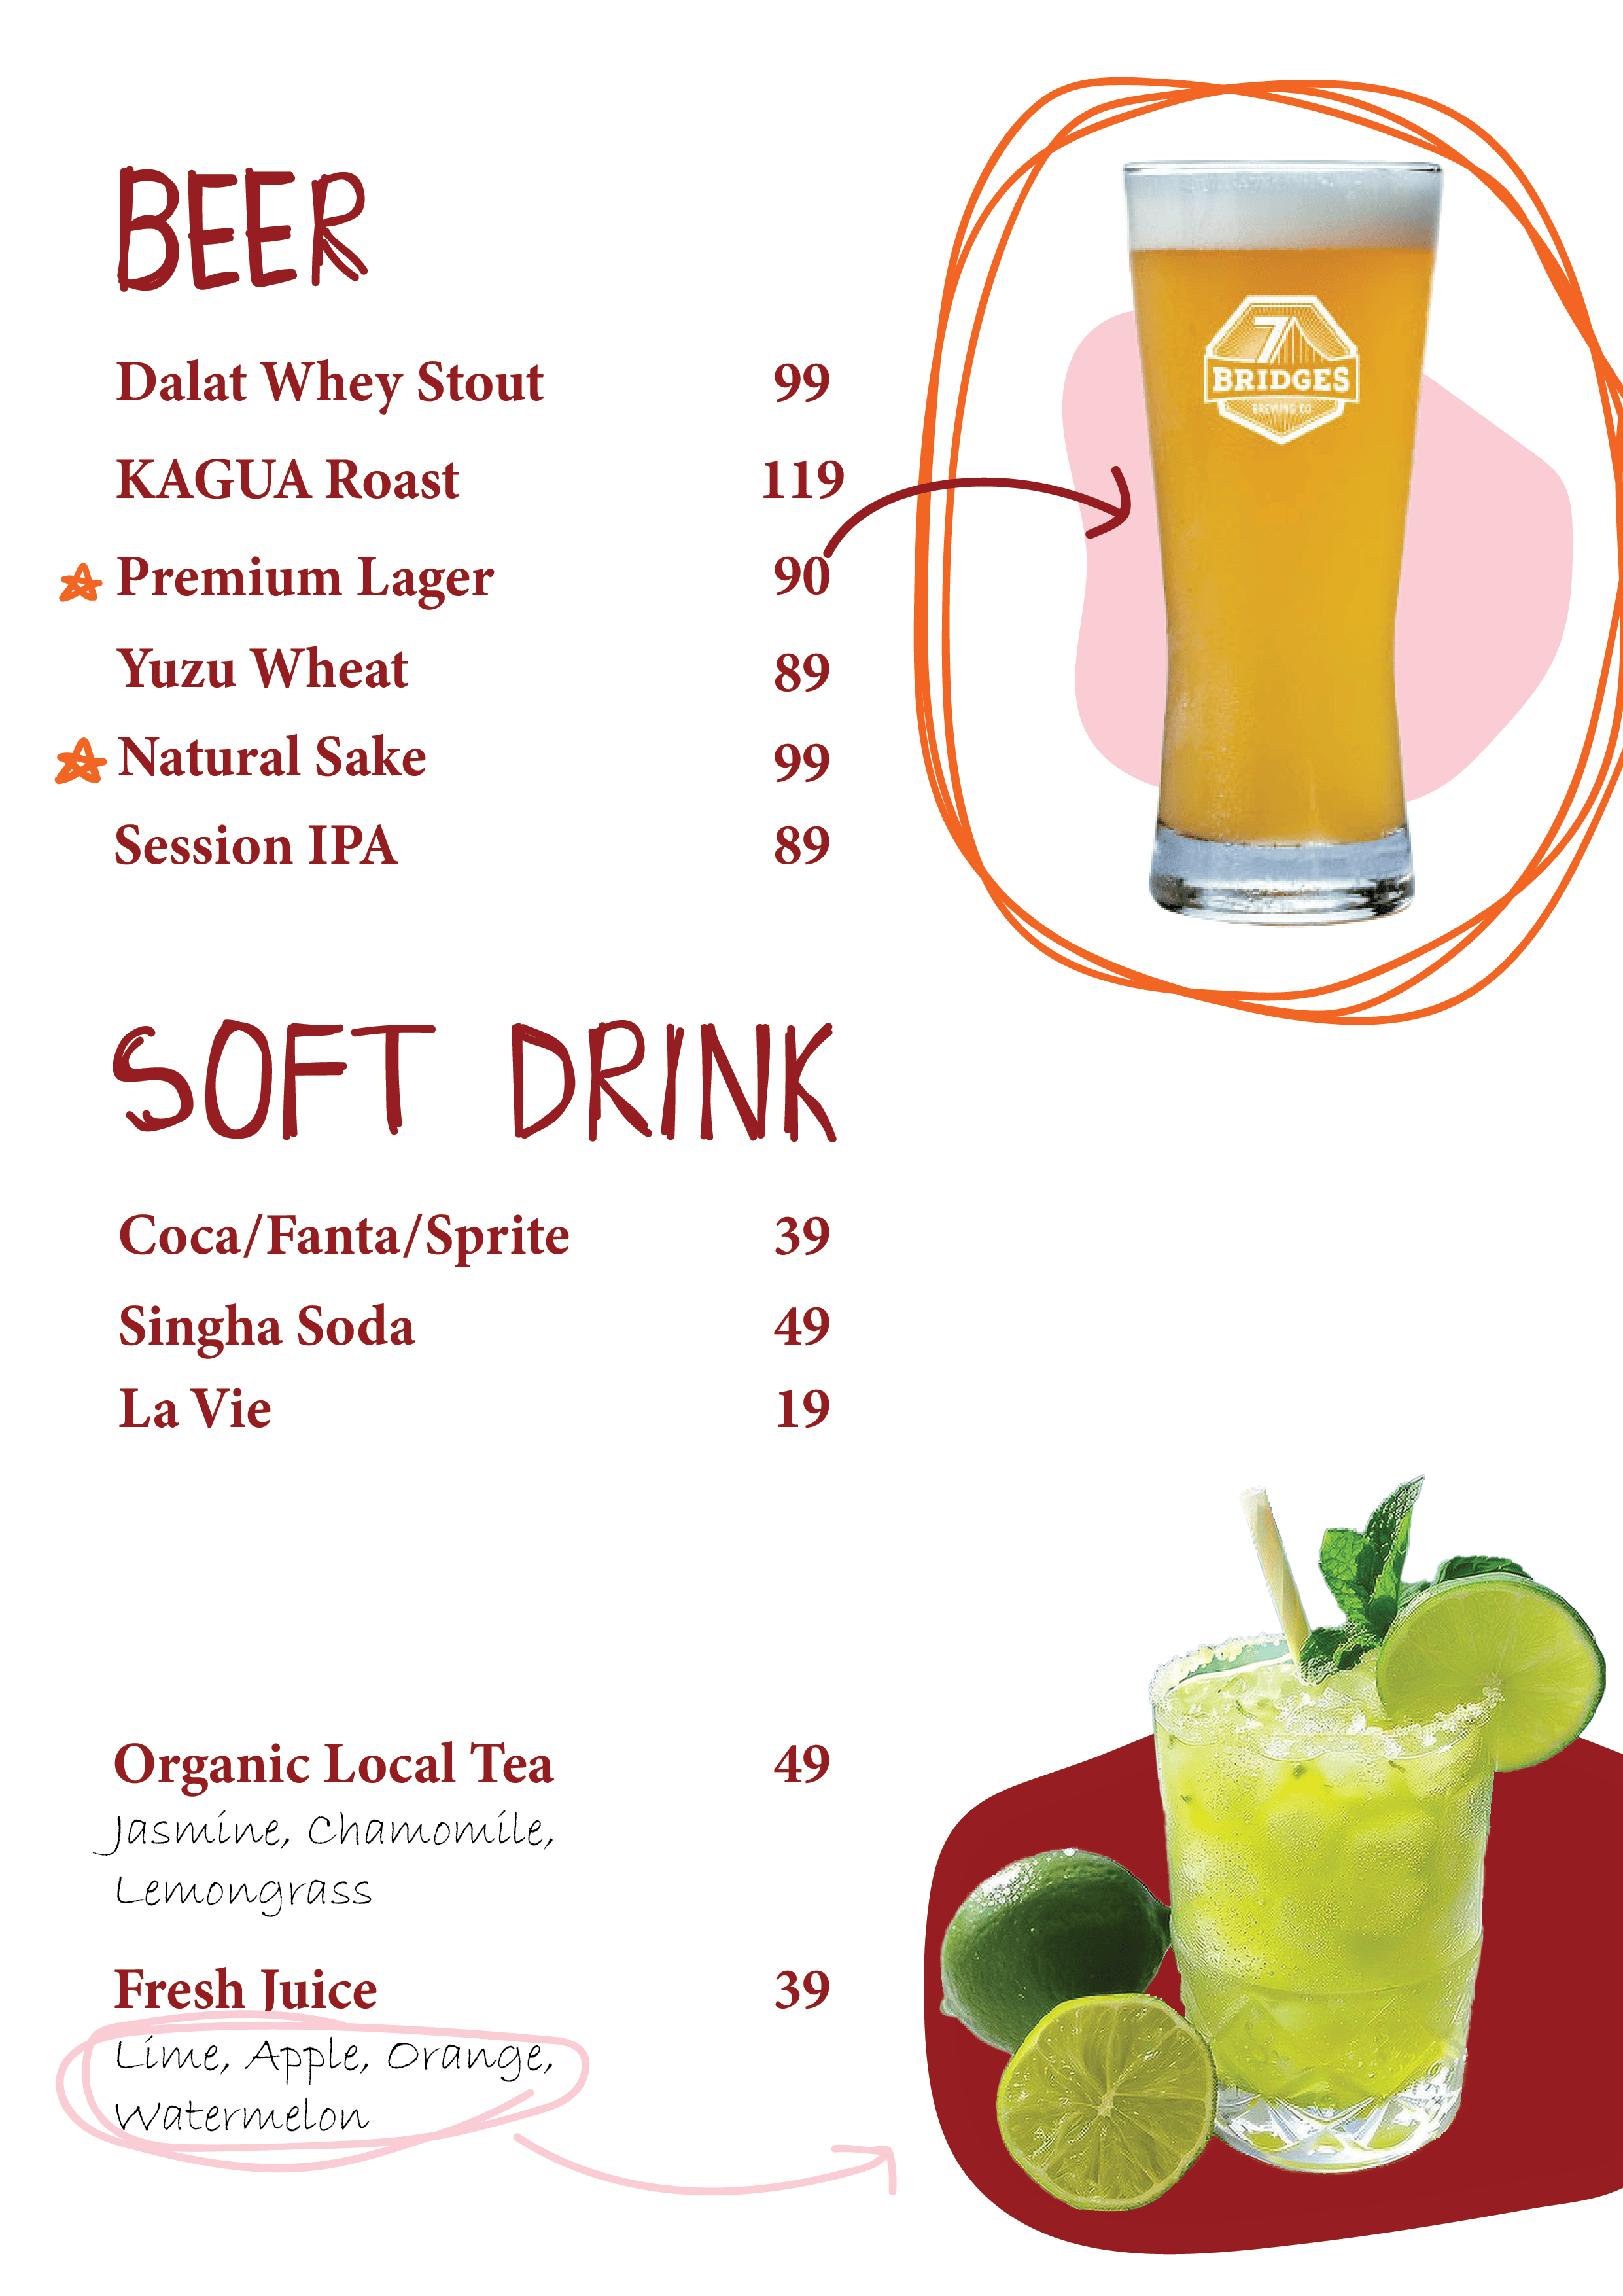 BEER
Dalat Whey Stout 99
KAGUA Roast 119
Premium Lager 90
Yuzu Wheat 89
Natural Sake 99
Session IPA 89
7
BRIDGES
BREWING CO
SOFT DRINK
Coca/Fanta/Sprite 39
Singha Soda 49
La Vie 19
Organic Local Tea 49
Jasmine, Chamomile,
Lemongrass
Fresh Juice 39
Lime, Apple, Orange,
Watermelon